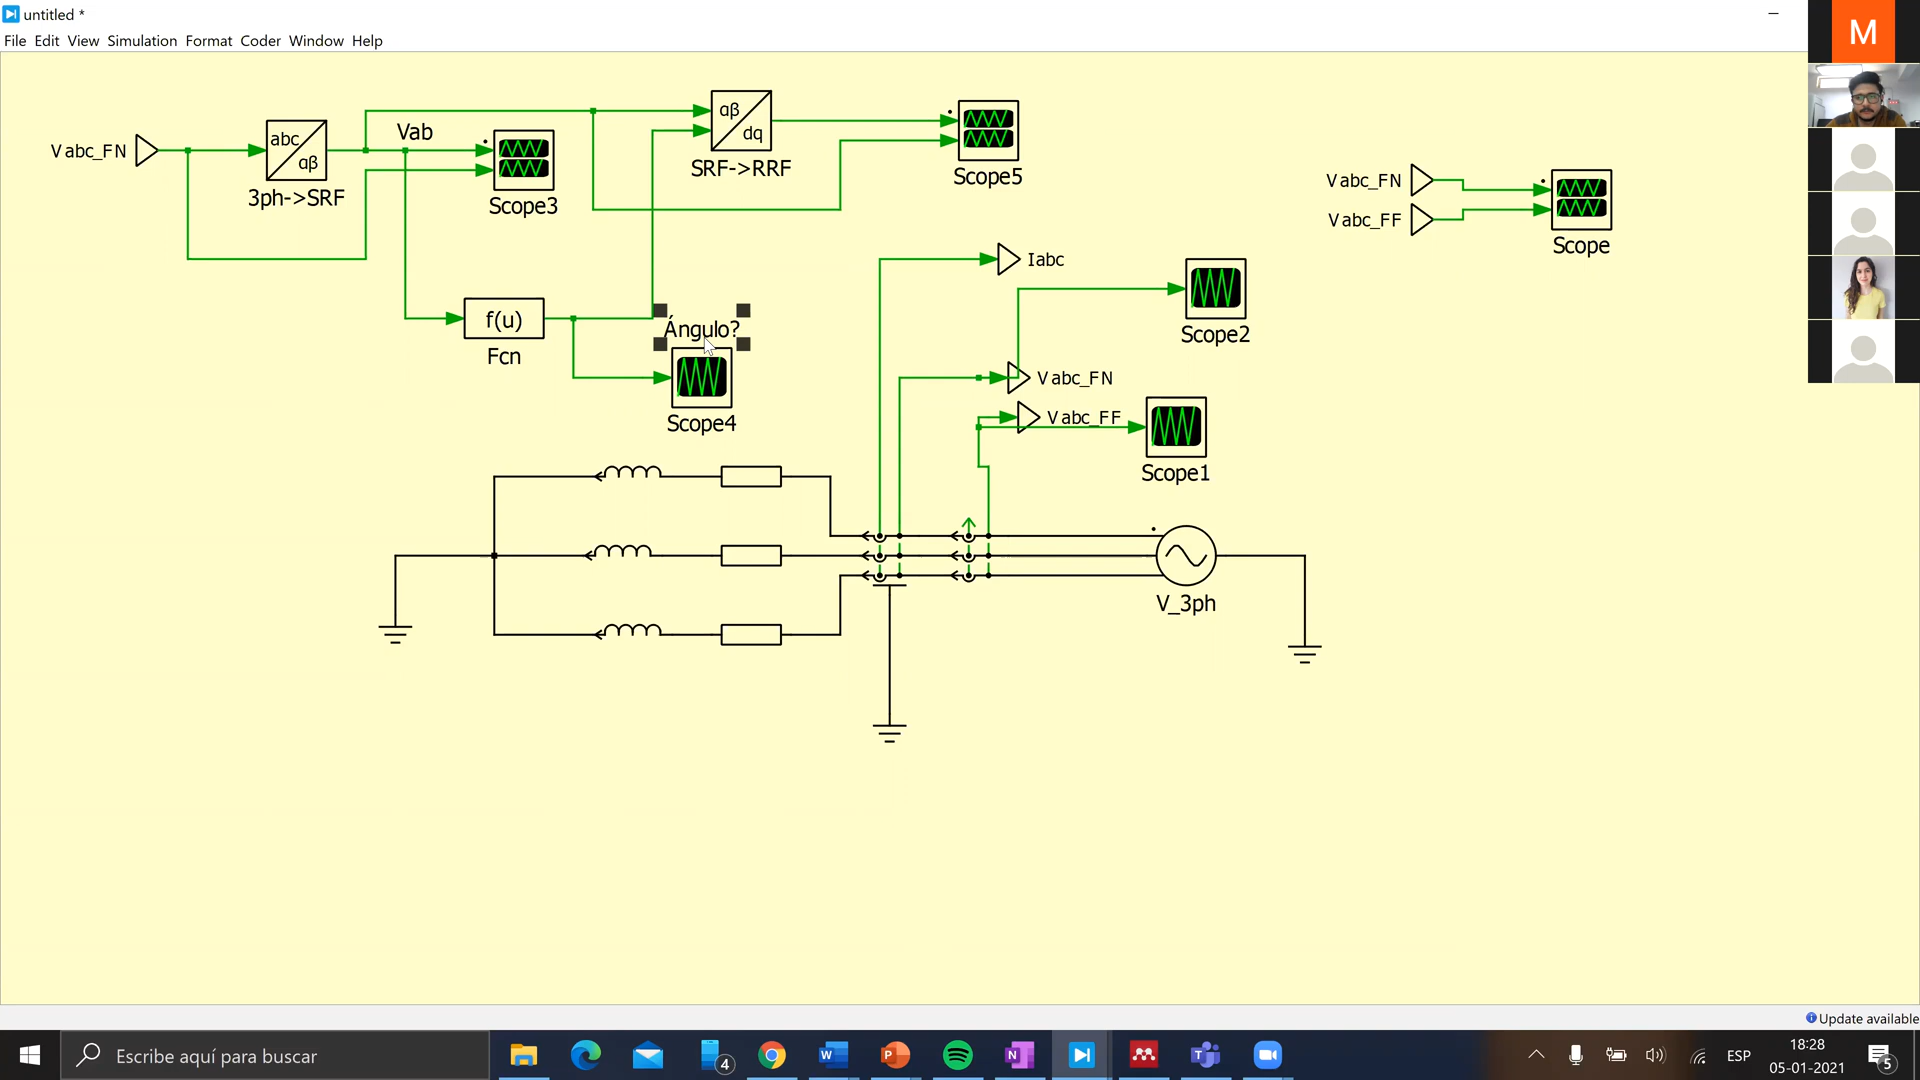 untitled *
File Edit View Simulation Format Coder Window Help
M
Vabc_FN
abc
αβ
3ph->SRF
Vab
Scope3
αβ
dq
SRF->RRF
Scope5
Vabc_FN
Vabc_FF
Scope
Iabc
Scope2
f(u)
Fcn
Ángulo?
Scope4
Vabc_FN
Vabc_FF
Scope1
V_3ph
Update available
Escribe aquí para buscar
4
W
P
N
T
ESP
18:28
05-01-2021
5